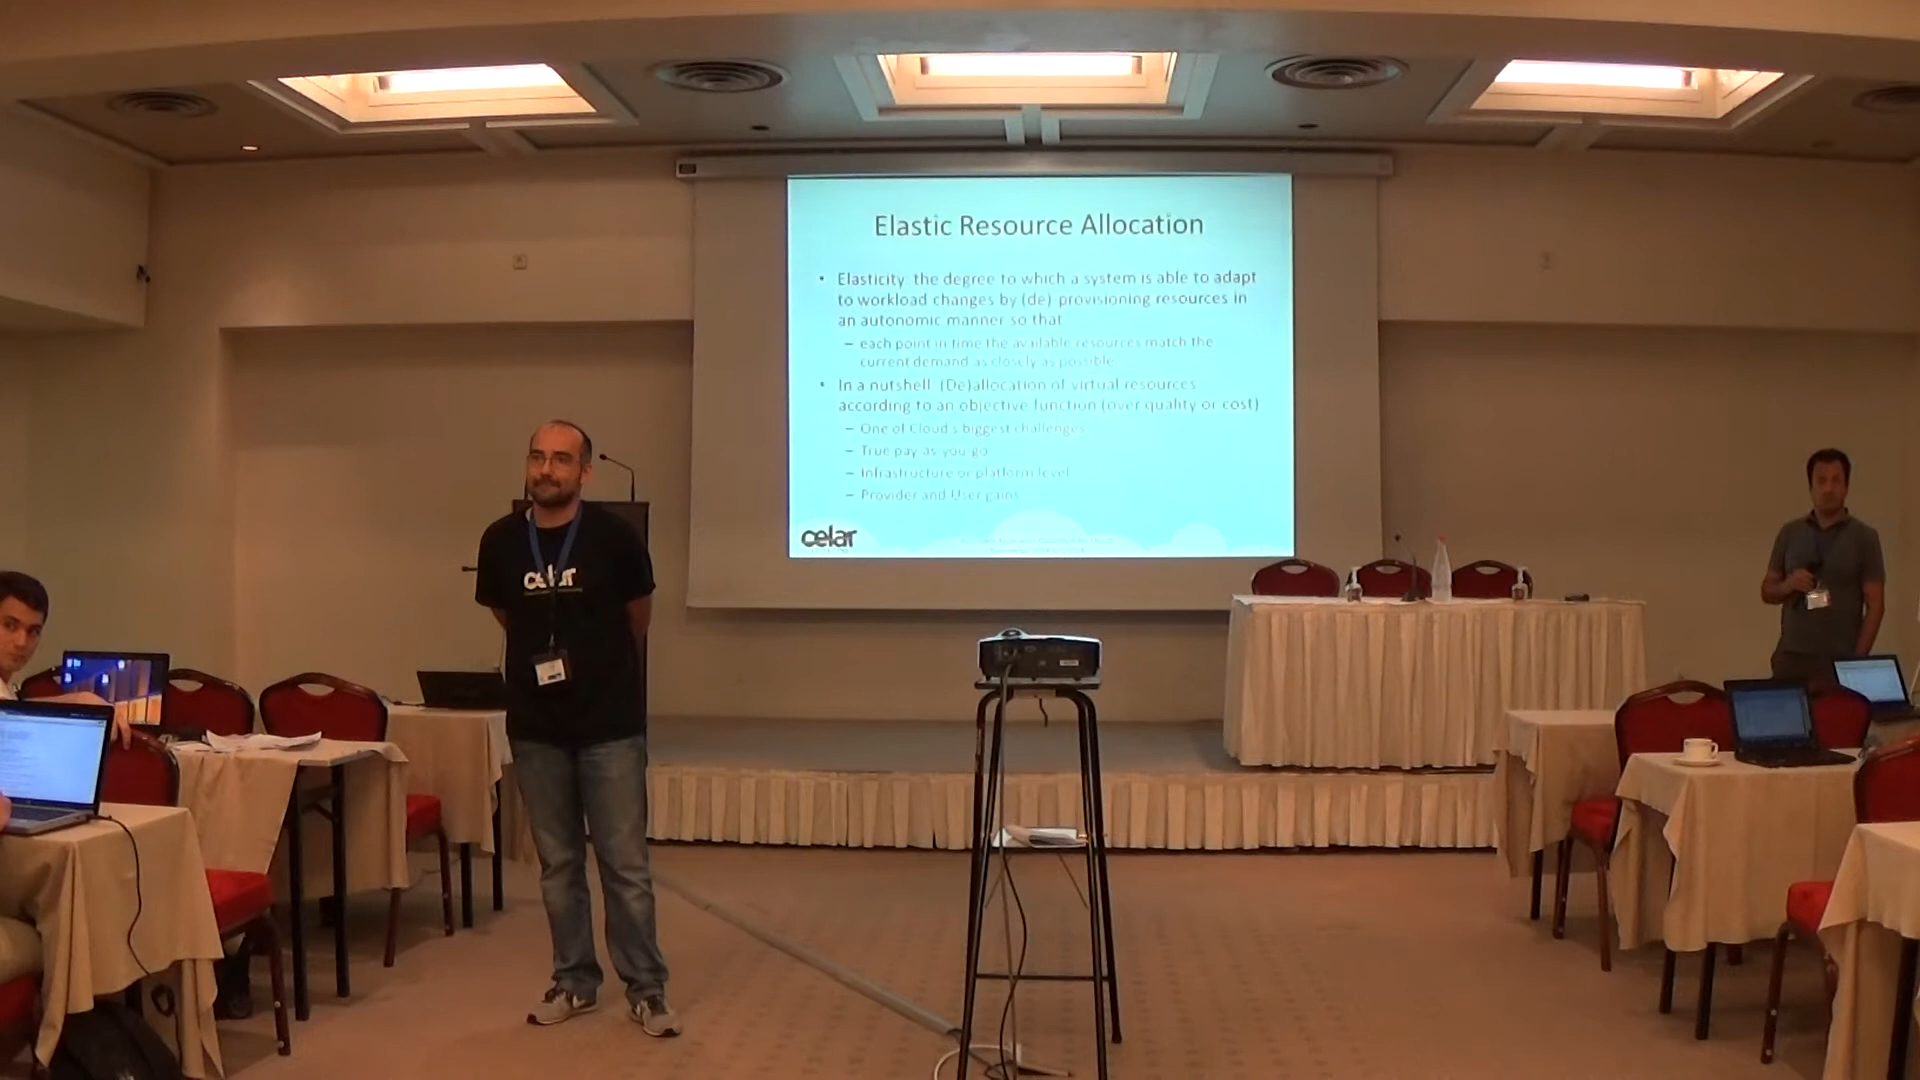 Elastic Resource Allocation
• Elasticity: the degree to which a system is able to adapt
to workload changes by (de) provisioning resources in
an autonomic manner so that
– each point in time the available resources match the
current demand as closely as possible
• In a nutshell: (De)allocation of virtual resources
according to an objective function (over quality or cost)
– One of Cloud's biggest challenges
– True pay as you go
– Infrastructure or platform level
– Provider and User gains
celar
celar